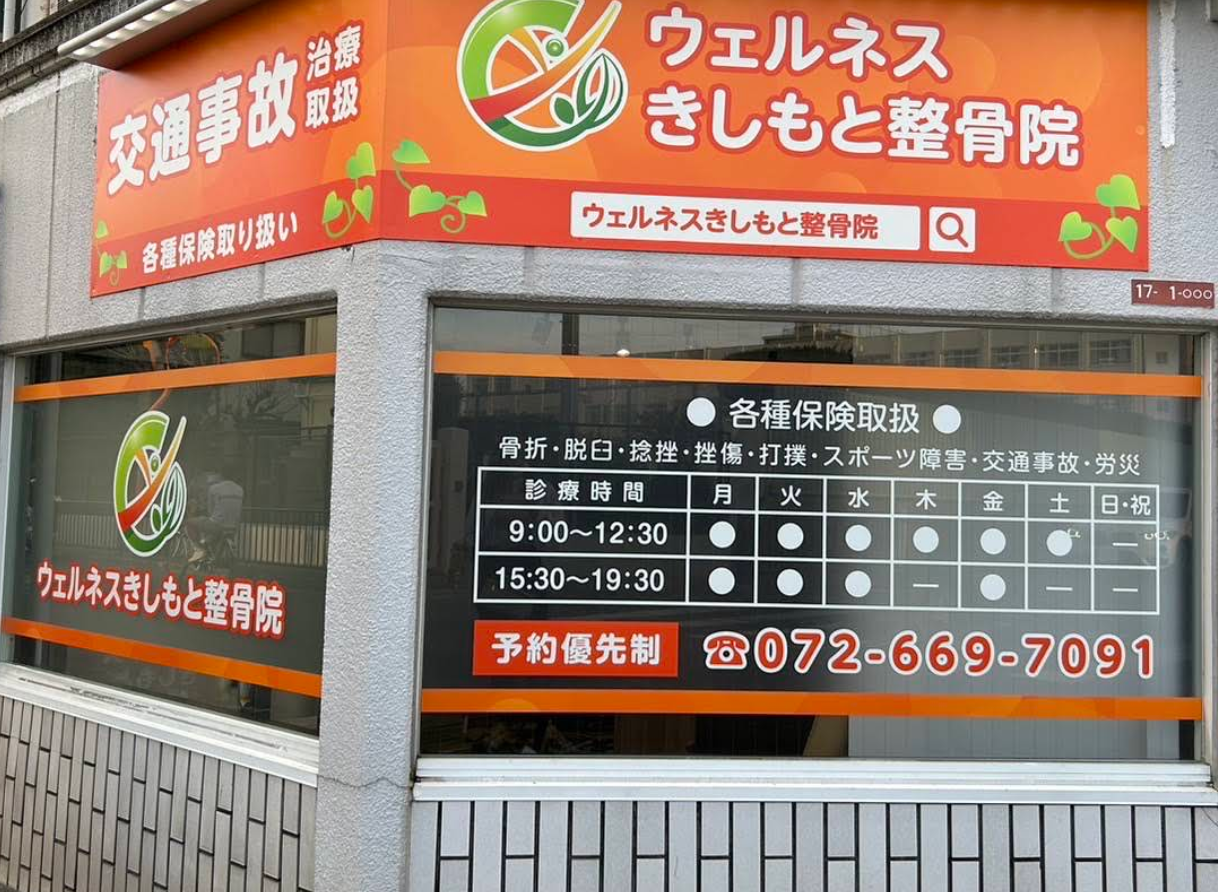 交通事故 治療取扱
各種保険取り扱い
ウェルネス
きしもと整骨院
ウェルネスきしもと整骨院
17- 1-000
ウェルネスきしもと整骨院
● 各種保険取扱 ●
骨折・脱臼・捻挫・挫傷・打撲・スポーツ障害・交通事故・労災
診療時間 月 火 水 木 金 土 日・祝
9:00～12:30 ● ● ● ● ● ● ―
15:30～19:30 ● ● ● ― ● ― ―
予約優先制 ☎072-669-7091